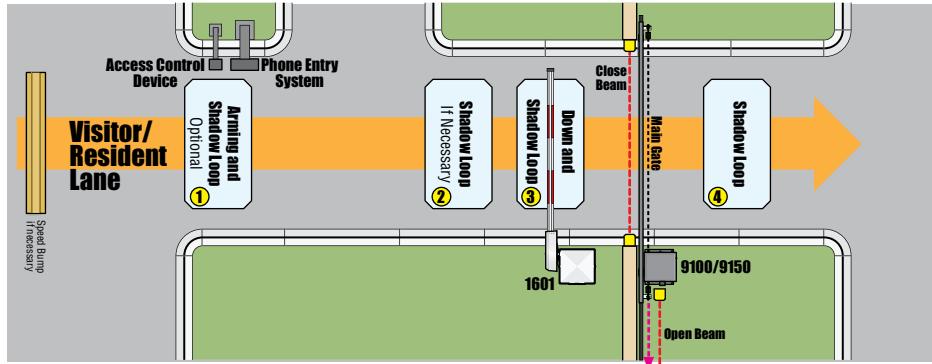 Access Control
Device
Phone Entry
System
Close
Beam
Visitor/
Resident
Lane
Speed Bump
if necessary
Arming and
Shadow Loop
Optional
1
Shadow Loop
If Necessary
2
Down and
Shadow Loop
3
Main Gate
Shadow Loop
4
1601
9100/9150
Open Beam